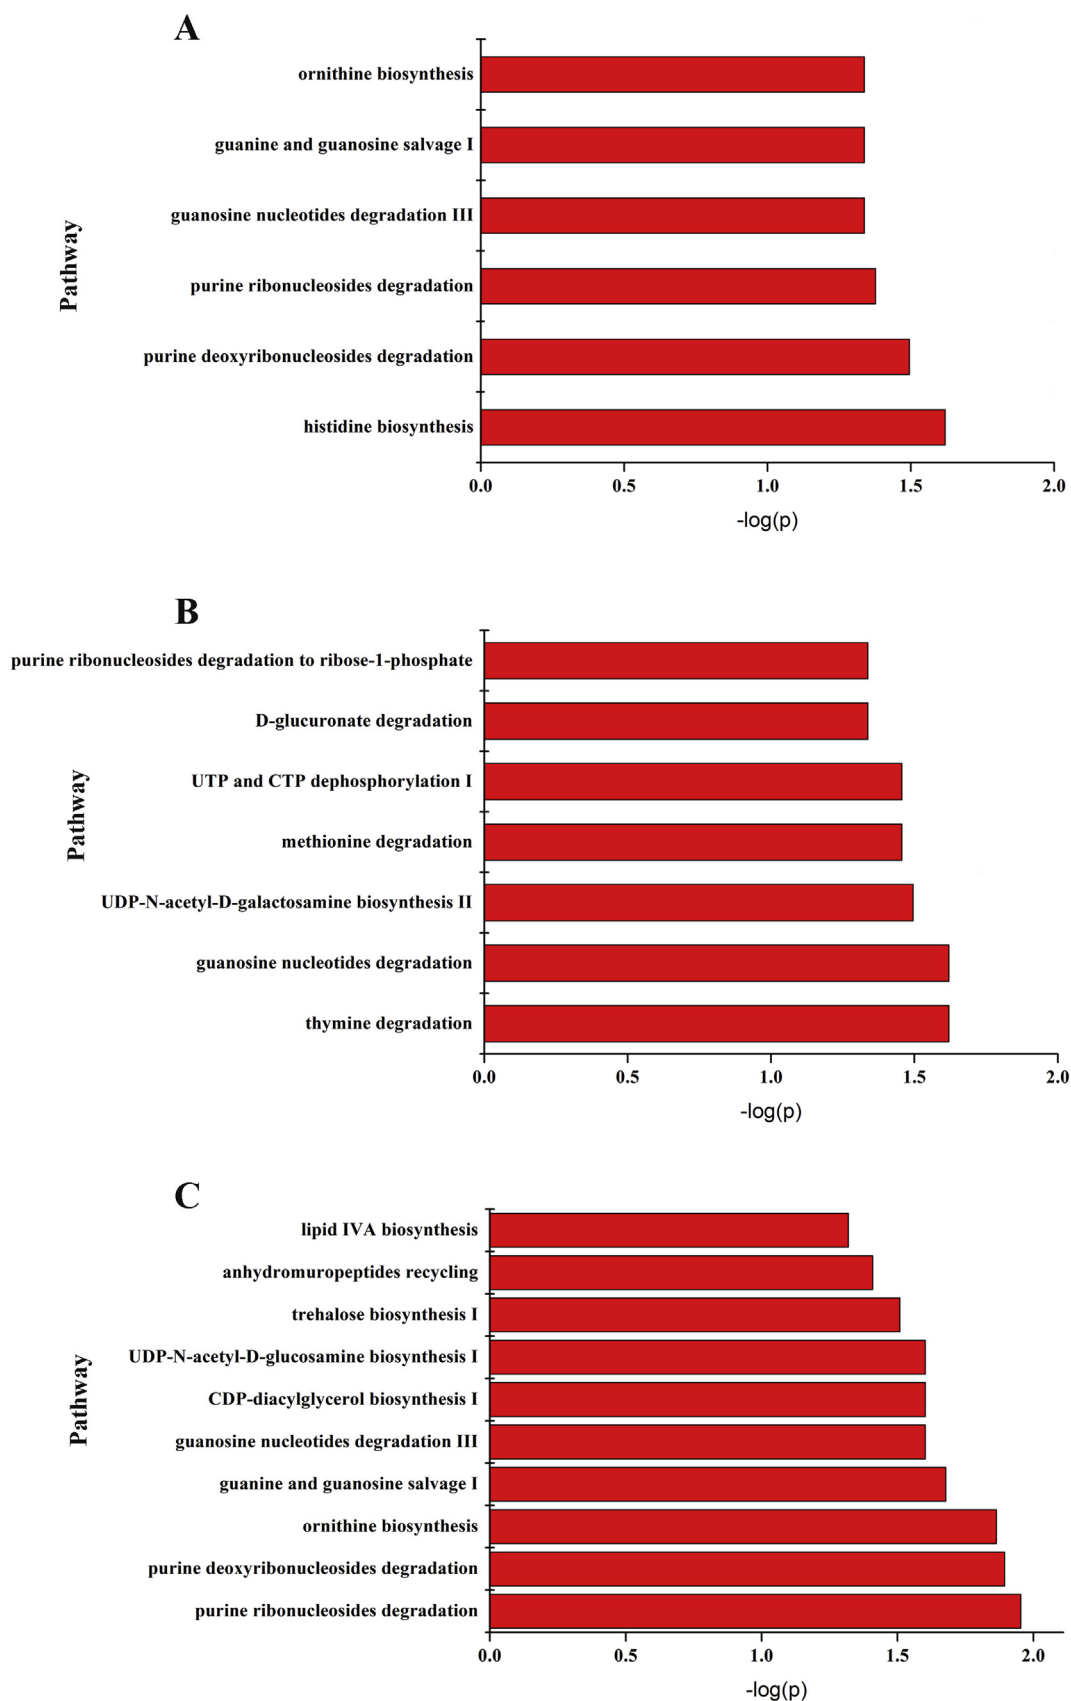 A
ornithine biosynthesis
guanine and guanosine salvage I
guanosine nucleotides degradation III
purine ribonucleosides degradation
purine deoxyribonucleosides degradation
histidine biosynthesis
Pathway
0.0 0.5 1.0 1.5 2.0
-log(p)
B
purine ribonucleosides degradation to ribose-1-phosphate
D-glucuronate degradation
UTP and CTP dephosphorylation I
methionine degradation
UDP-N-acetyl-D-galactosamine biosynthesis II
guanosine nucleotides degradation
thymine degradation
Pathway
0.0 0.5 1.0 1.5 2.0
-log(p)
C
lipid IVA biosynthesis
anhydromuropeptides recycling
trehalose biosynthesis I
UDP-N-acetyl-D-glucosamine biosynthesis I
CDP-diacylglycerol biosynthesis I
guanosine nucleotides degradation III
guanine and guanosine salvage I
ornithine biosynthesis
purine deoxyribonucleosides degradation
purine ribonucleosides degradation
Pathway
0.0 0.5 1.0 1.5 2.0
-log(p)